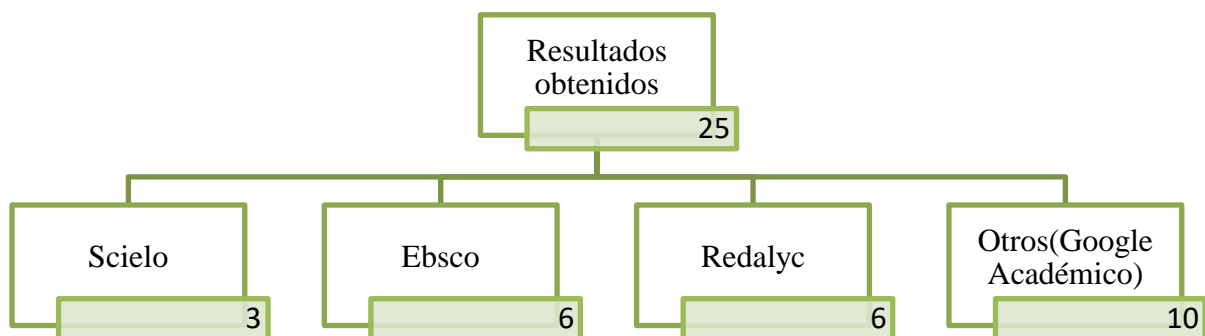 Resultados
obtenidos
25
Scielo
3
Ebsco
6
Redalyc
6
Otros(Google
Académico)
10